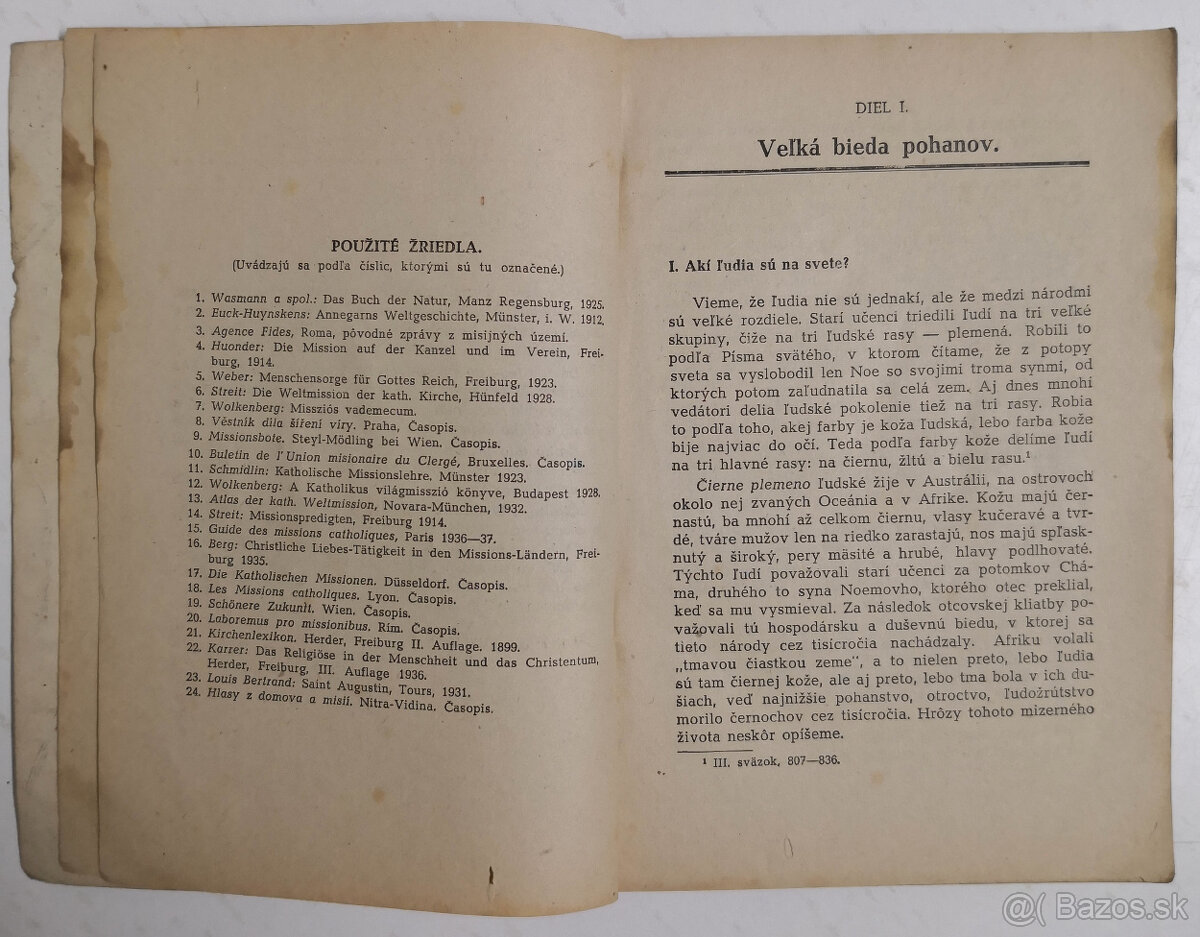 POUŽITÉ ŽRIEDLA.
(Uvádzajú sa podľa číslic, ktorými sú tu označené.)
1. Wasmann a spol.: Das Buch der Natur, Manz Regensburg, 1925.
2. Euck-Huynskens: Annegarns Weltgeschichte, Münster, i. W. 1912.
3. Agence Fides, Roma, pôvodné zprávy z misijných území.
4. Huonder: Die Mission auf der Kanzel und im Verein, Frei-
burg, 1914.
5. Weber: Menschensorge für Gottes Reich, Freiburg, 1923.
6. Streit: Die Weltmission der kath. Kirche, Hünfeld 1928.
7. Wolkenberg: Missziós vademecum.
8. Věstník díla šíření víry. Praha, Časopis.
9. Missionsbote. Steyl-Mödling bei Wien. Časopis.
10. Buletin de l'Union misionaire du Clergé, Bruxelles. Časopis.
11. Schmidlin: Katholische Missionslehre. Münster 1923.
12. Wolkenberg: A Katholikus világmisszió könyve, Budapest 1928.
13. Atlas der kath. Weltmission, Novara-München, 1932.
14. Streit: Missionspredigten, Freiburg 1914.
15. Guide des missions catholiques, Paris 1936—37.
16. Berg: Christliche Liebes-Tätigkeit in den Missions-Ländern, Frei-
burg 1935.
17. Die Katholischen Missionen. Düsseldorf. Časopis.
18. Les Missions catholiques. Lyon. Časopis.
19. Schönere Zukunft. Wien. Časopis.
20. Laboremus pro missionibus. Rím. Časopis.
21. Kirchenlexikon. Herder, Freiburg II. Auflage. 1899.
22. Karrer: Das Religiöse in der Menschheit und das Christentum,
Herder, Freiburg, III. Auflage 1936.
23. Louis Bertrand: Saint Augustin, Tours, 1931.
24. Hlasy z domova a misií. Nitra-Vidina. Časopis.
DIEL I.
Veľká bieda pohanov.
I. Akí ľudia sú na svete?
Vieme, že ľudia nie sú jednakí, ale že medzi národmi
sú veľké rozdiele. Starí učenci triedili ľudí na tri veľké
skupiny, čiže na tri ľudské rasy — plemená. Robili to
podľa Písma svätého, v ktorom čítame, že z potopy
sveta sa vyslobodil len Noe so svojimi troma synmi, od
ktorých potom zaľudnatila sa celá zem. Aj dnes mnohí
vedátori delia ľudské pokolenie tiež na tri rasy. Robia
to podľa toho, akej farby je koža ľudská, lebo farba kože
bije najviac do očí. Teda podľa farby kože delíme ľudí
na tri hlavné rasy: na čiernu, žltú a bielu rasu.¹
Čierne plemeno ľudské žije v Austrálii, na ostrovoch
okolo nej zvaných Oceánia a v Afrike. Kožu majú čer-
nastú, ba mnohí až celkom čiernu, vlasy kučeravé a tvr-
dé, tváre mužov len na riedko zarastajú, nos majú spľask-
nutý a široký, pery mäsité a hrubé, hlavy podlhovaté.
Týchto ľudí považovali starí učenci za potomkov Chá-
ma, druhého to syna Noemovho, ktorého otec preklial,
keď sa mu vysmieval. Za následok otcovskej kliatby po-
važovali tú hospodársku a duševnú biedu, v ktorej sa
tieto národy cez tisícročia nachádzaly. Afriku volali
„tmavou čiastkou zeme", a to nielen preto, lebo ľudia
sú tam čiernej kože, ale aj preto, lebo tma bola v ich du-
šiach, veď najnižšie pohanstvo, otroctvo, ľudožrútstvo
morilo černochov cez tisícročia. Hrôzy tohoto mizerného
života neskôr opíšeme.
¹ III. sväzok, 807—836.
@( Bazos.sk